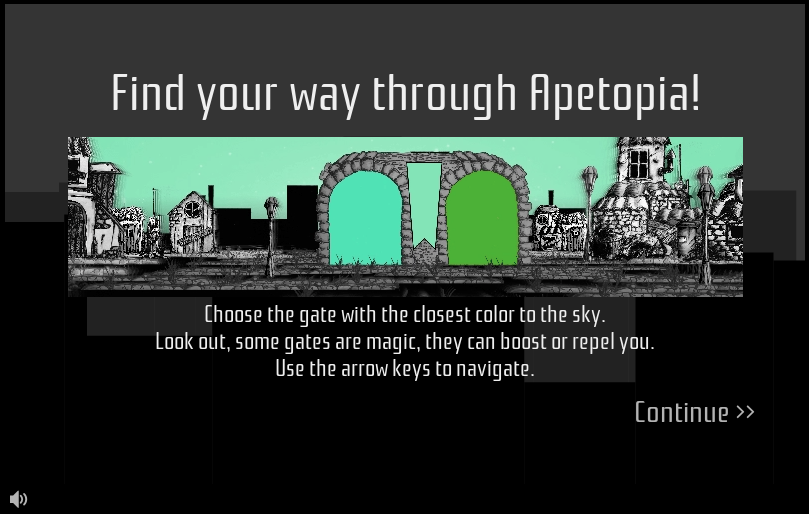 Find your way through Apetopia!
Choose the gate with the closest color to the sky.
Look out, some gates are magic, they can boost or repel you.
Use the arrow keys to navigate.
Continue >>